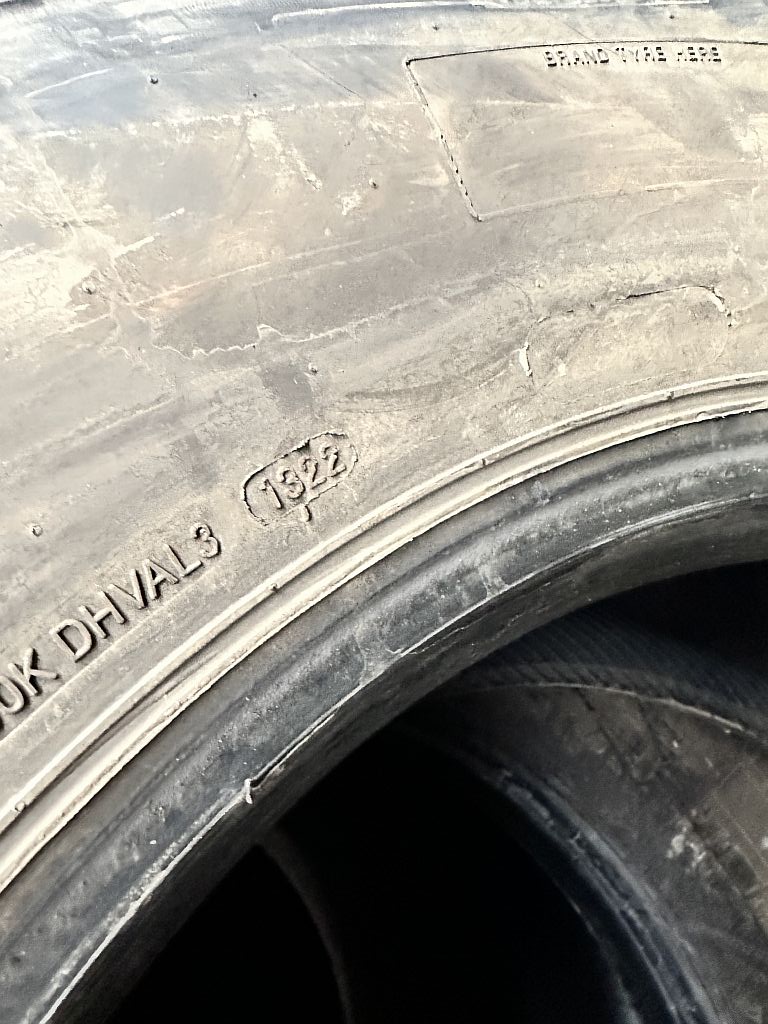 BRAND TYRE HERE
1322
0K DHVAL3